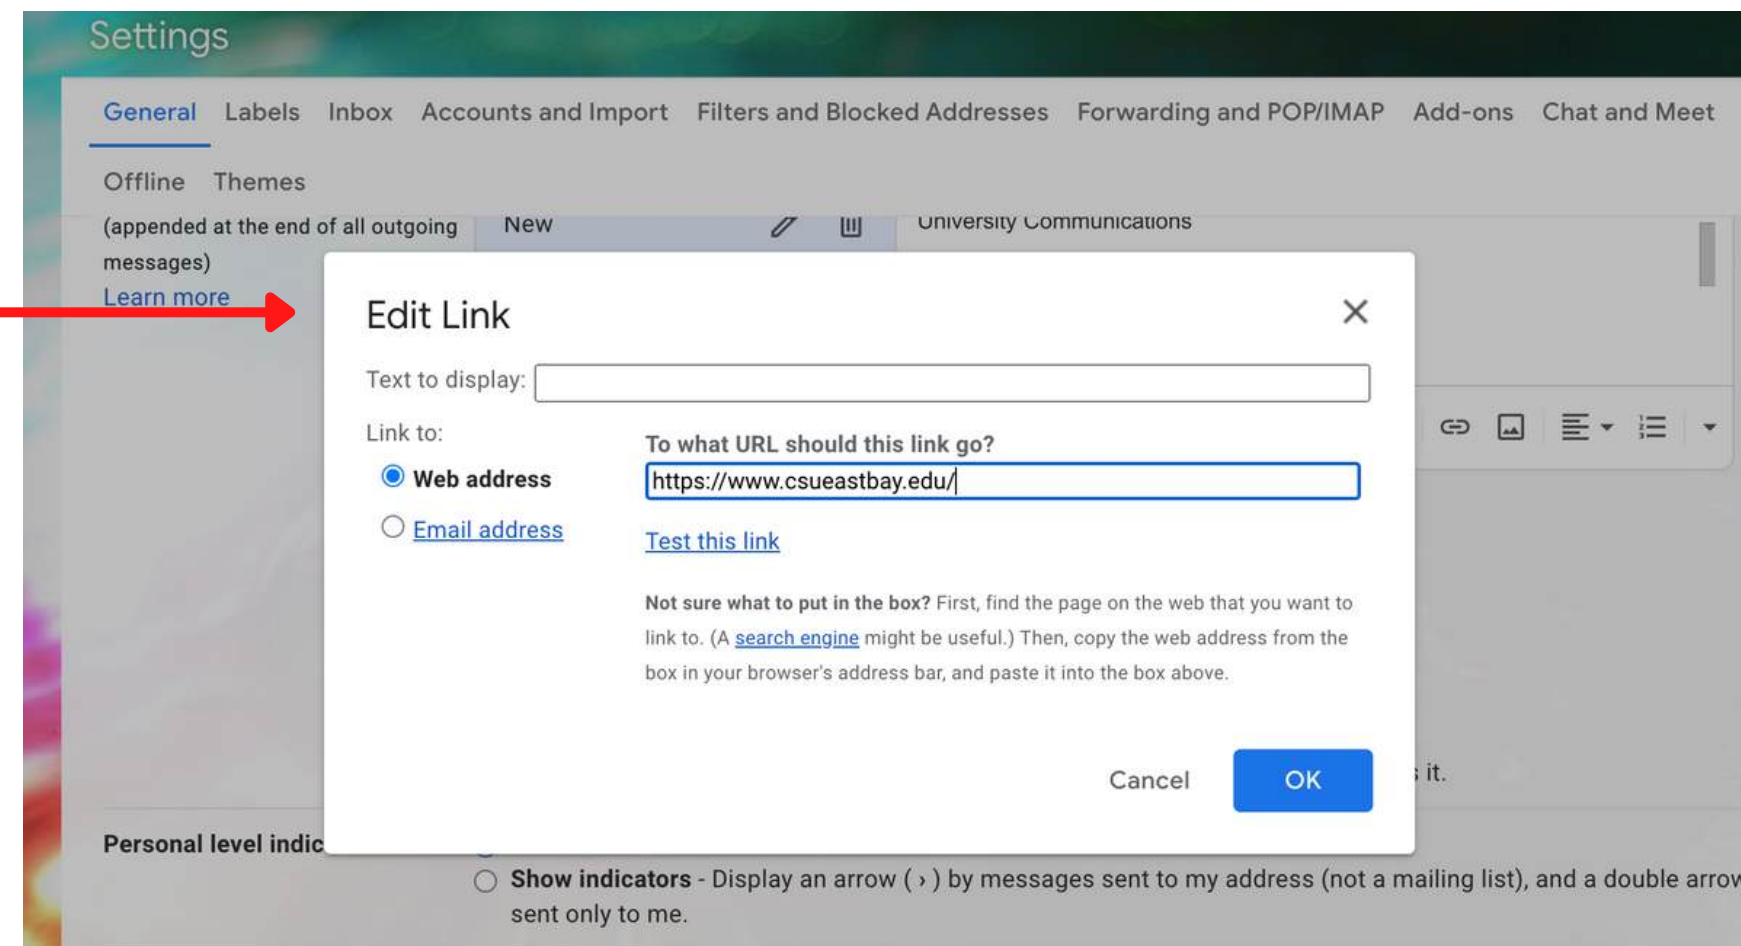 Settings
General Labels Inbox Accounts and Import Filters and Blocked Addresses Forwarding and POP/IMAP Add-ons Chat and Meet
Offline Themes
(appended at the end of all outgoing
messages)
Learn more
New
University Communications
Edit Link
Text to display:
Link to:
Web address
Email address
To what URL should this link go?
https://www.csueastbay.edu/
Test this link
Not sure what to put in the box? First, find the page on the web that you want to
link to. (A search engine might be useful.) Then, copy the web address from the
box in your browser's address bar, and paste it into the box above.
Cancel OK
it.
Personal level indic
Show indicators - Display an arrow ( › ) by messages sent to my address (not a mailing list), and a double arrow
sent only to me.